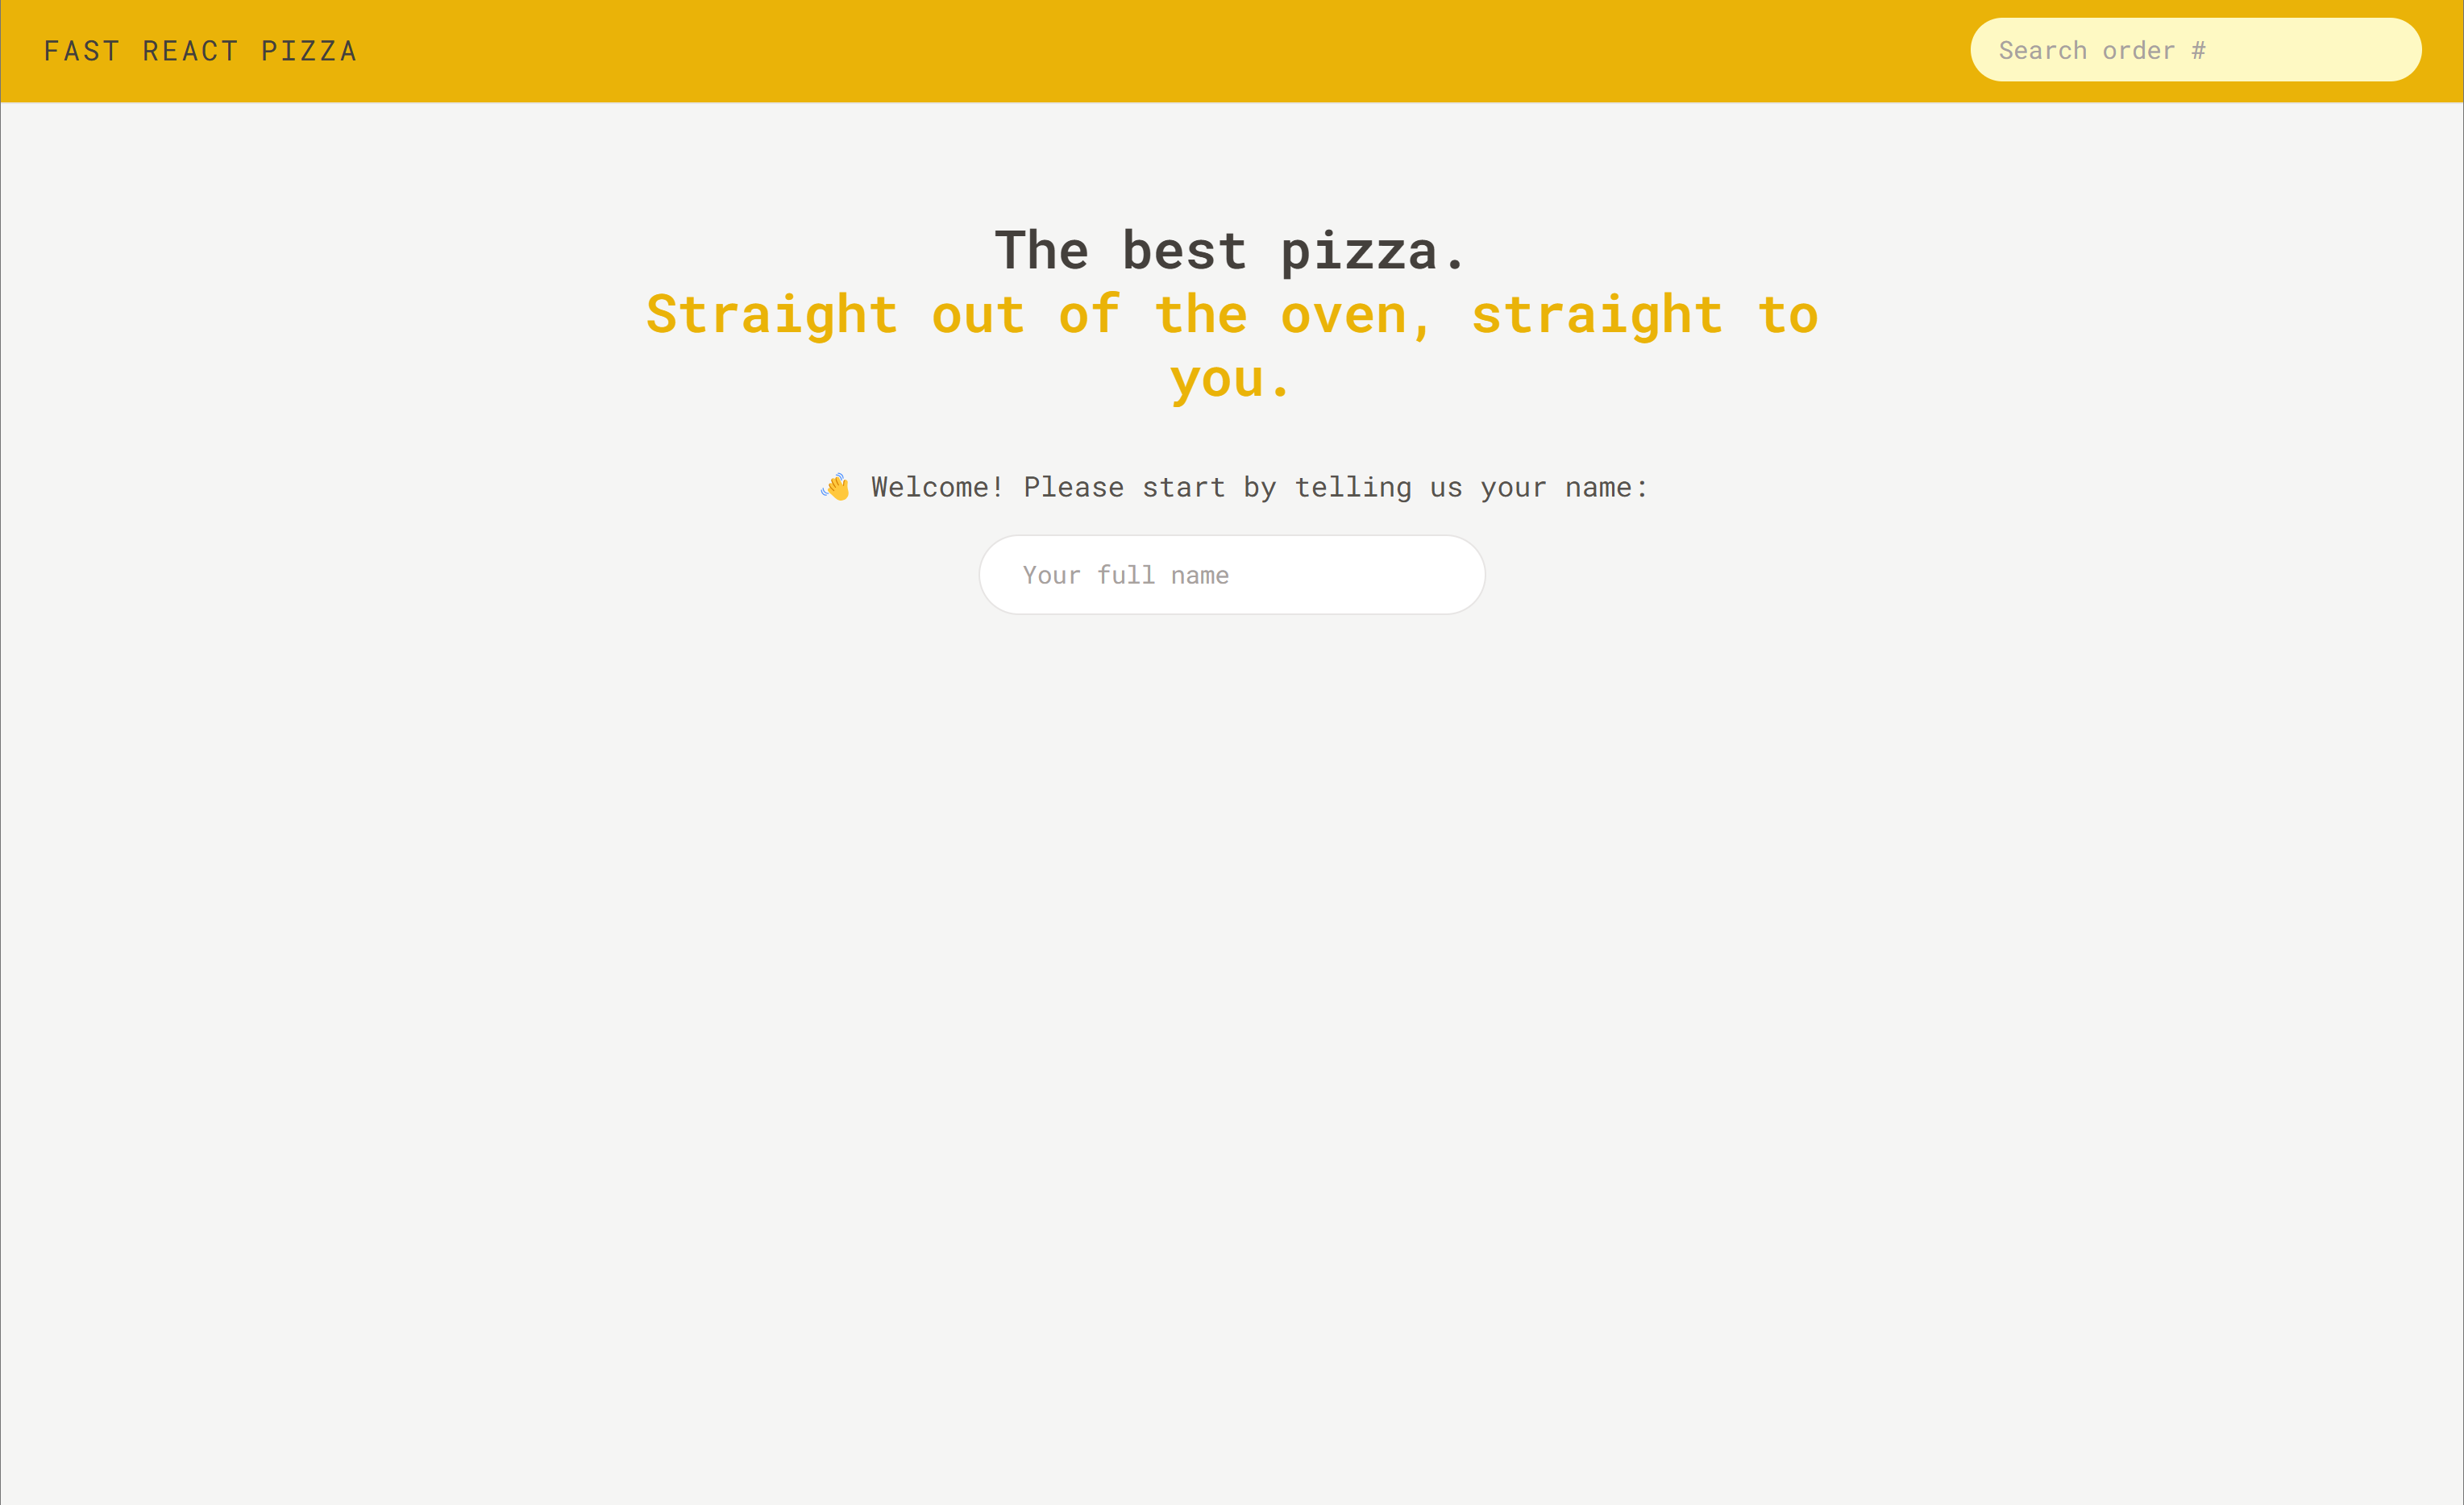 FAST REACT PIZZA
Search order #
The best pizza.
Straight out of the oven, straight to
you.
👋 Welcome! Please start by telling us your name:
Your full name